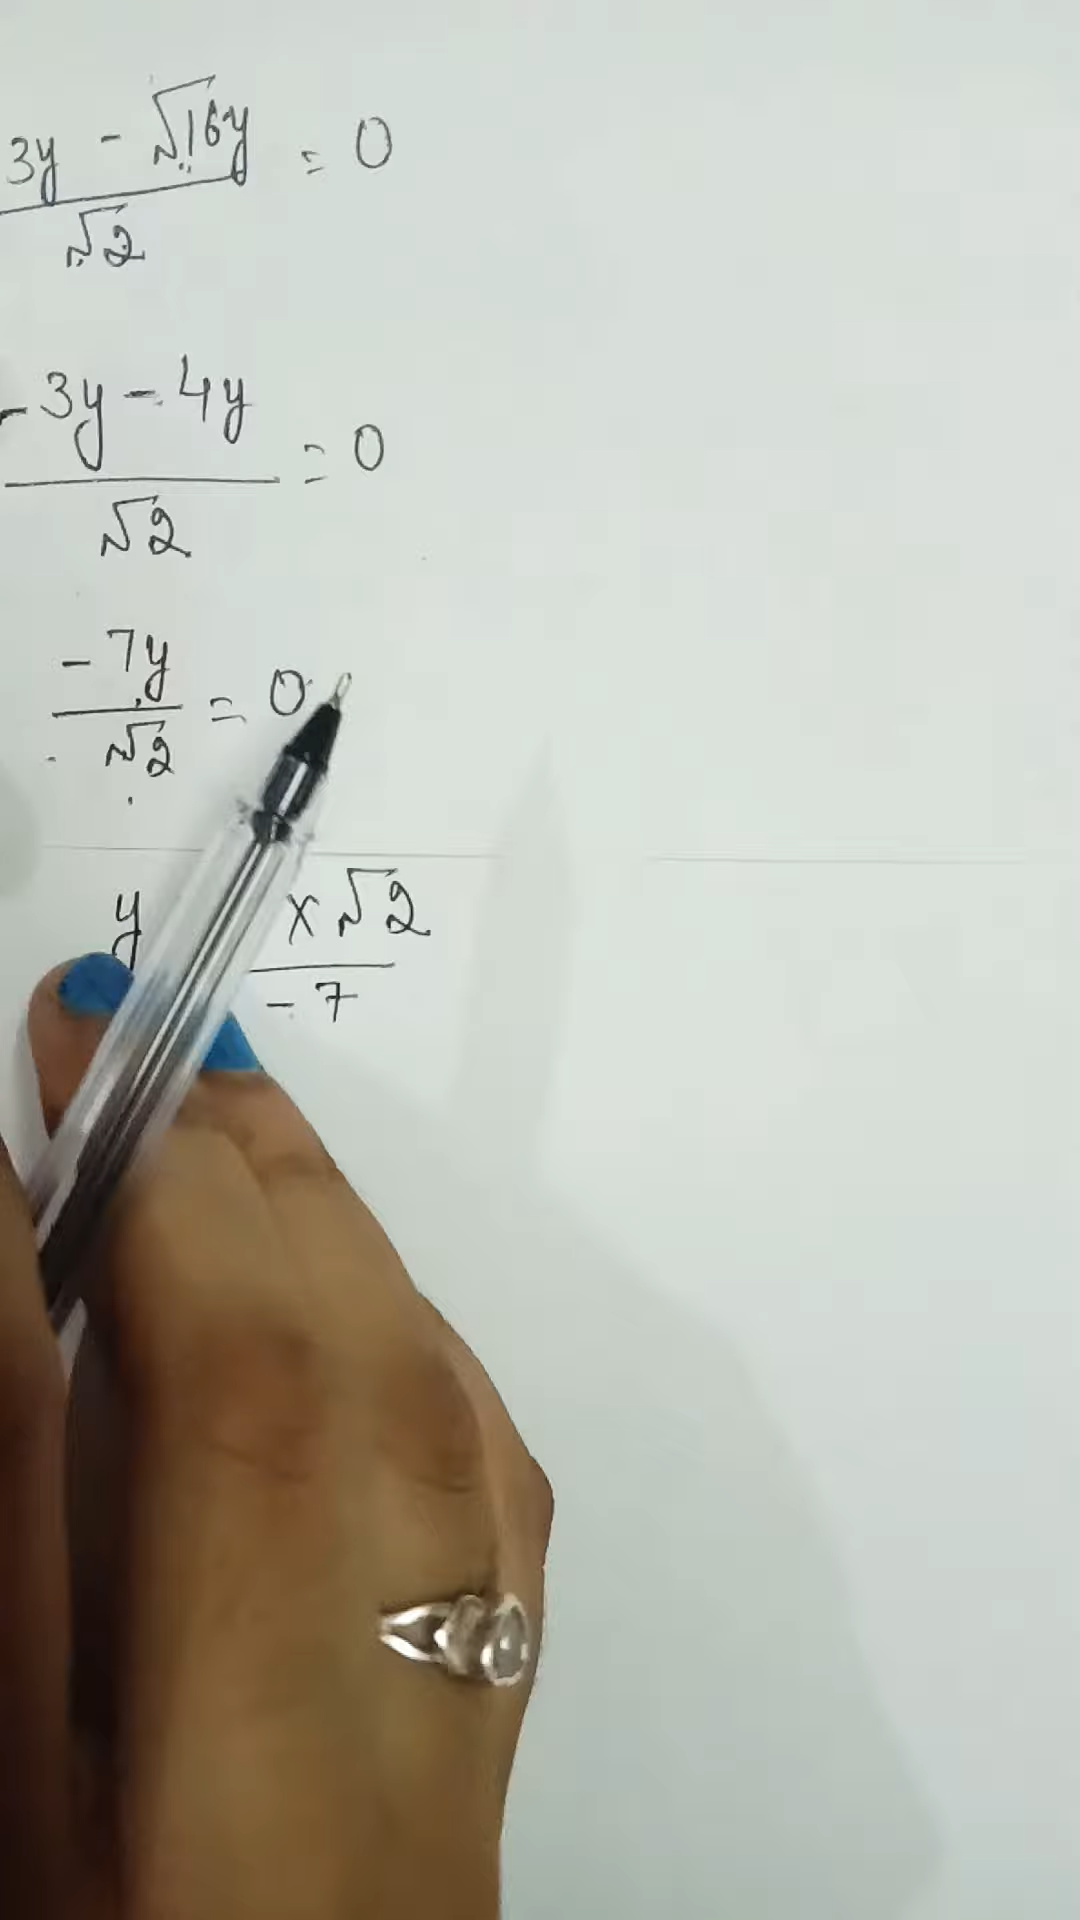 3y - √16y / √2 = 0
- 3y - 4y / √2 = 0
- 7y / √2 = 0
y × √2 / - 7